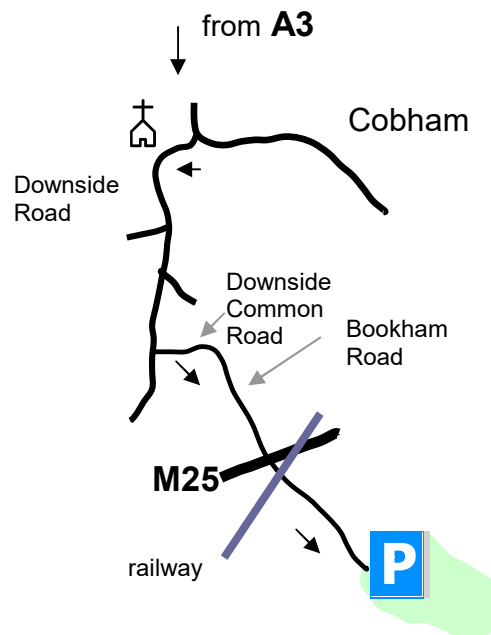 from A3
Cobham
Downside
Road
Downside
Common
Road
Bookham
Road
M25
railway
P